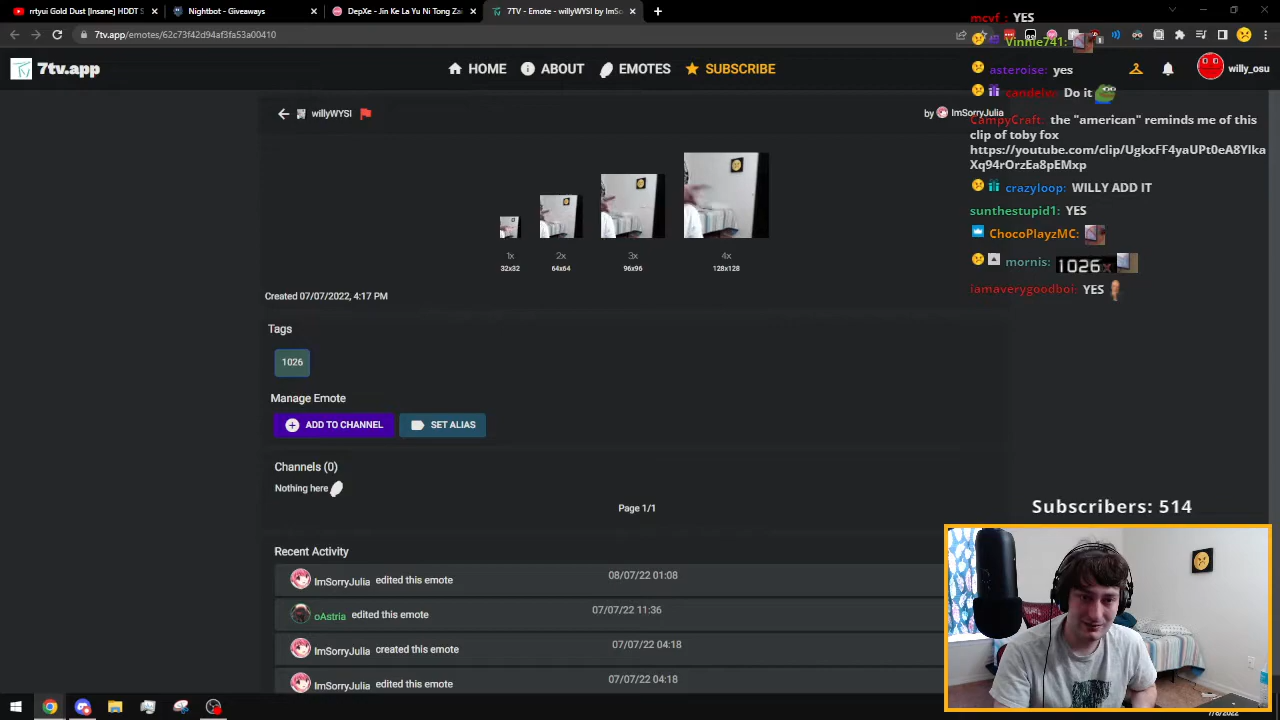 rrtyui Gold Dust [Insane] HDDT S
Nightbot - Giveaways
DepXe - Jin Ke La Yu Ni Tong Za
7TV - Emote - willyWYSI by ImSo
7tv.app/emotes/62c73f42d94af3fa53a00410
7tv.app
HOME
ABOUT
EMOTES
SUBSCRIBE
willy_osu
willyWYSI
by ImSorryJulia
1x
2x
3x
4x
32x32
64x64
96x96
128x128
Created 07/07/2022, 4:17 PM
Tags
1026
Manage Emote
ADD TO CHANNEL
SET ALIAS
Channels (0)
Nothing here
Page 1/1
Recent Activity
ImSorryJulia edited this emote 08/07/22 01:08
oAstria edited this emote 07/07/22 11:36
ImSorryJulia created this emote 07/07/22 04:18
ImSorryJulia edited this emote 07/07/22 04:18
mcvf: YES
Vinnie741:
asteroise: yes
candelw: Do it
CampyCraft: the "american" reminds me of this
clip of toby fox
https://youtube.com/clip/UgkxFF4yaUPt0eA8YIka
Xq94rOrzEa8pEMxp
crazyloop: WILLY ADD IT
sunthestupid1: YES
ChocoPlayzMC:
mornis: 1026x
iamaverygoodboi: YES
Subscribers: 514